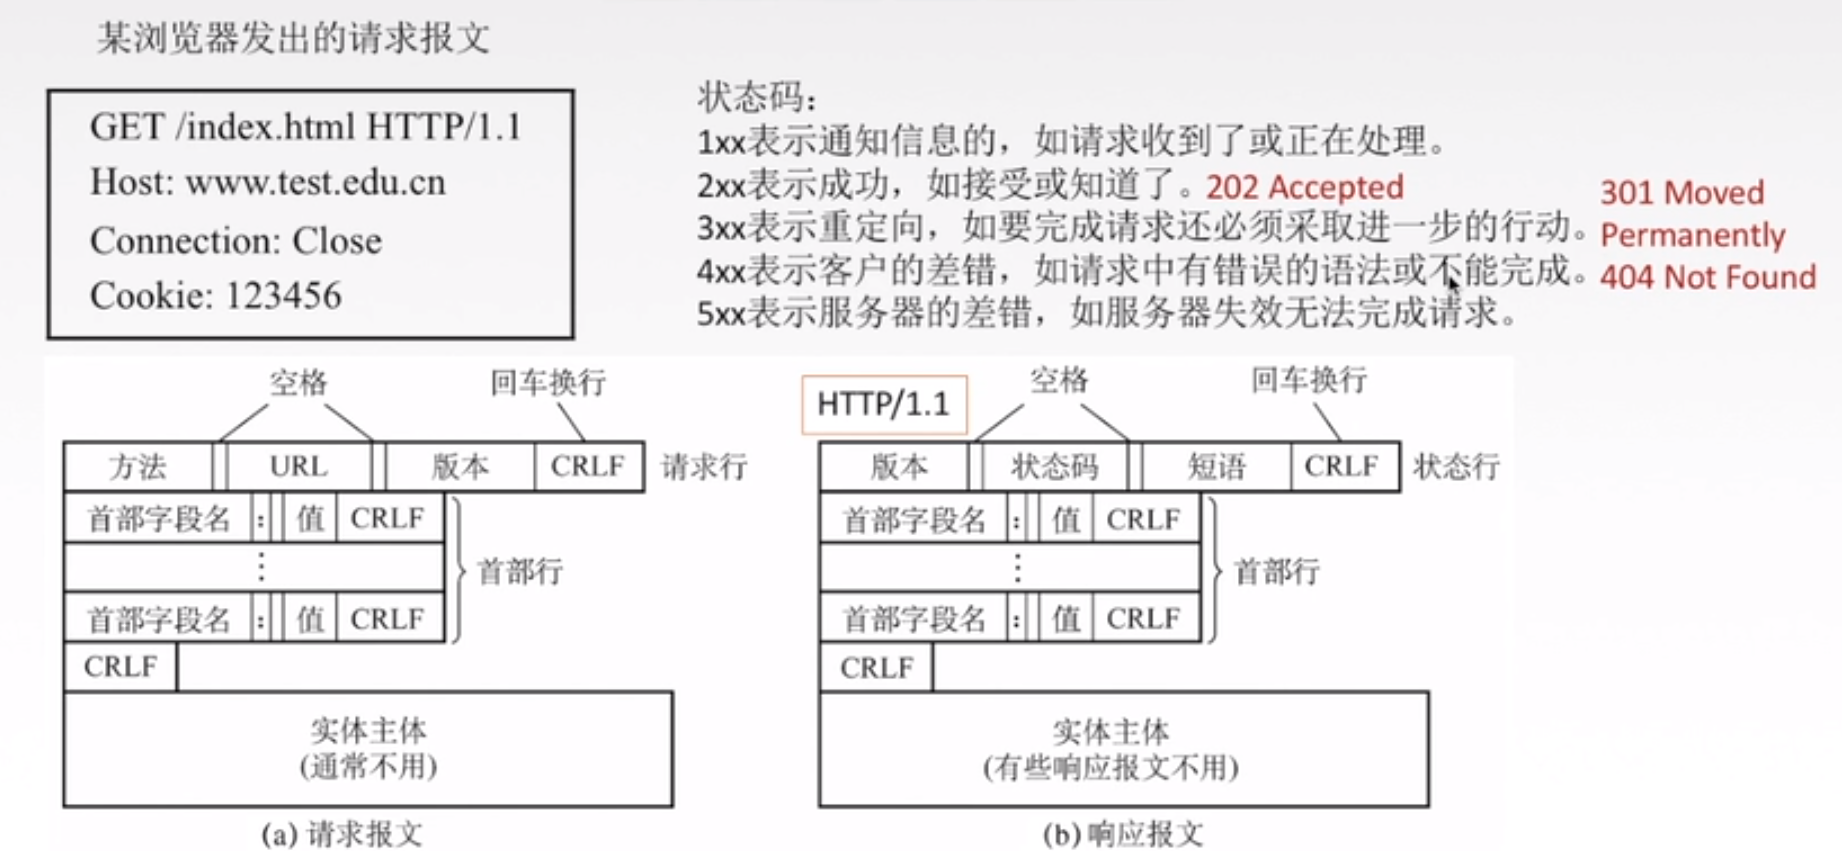 某浏览器发出的请求报文
GET /index.html HTTP/1.1
Host: www.test.edu.cn
Connection: Close
Cookie: 123456
状态码：
1xx表示通知信息的，如请求收到了或正在处理。
2xx表示成功，如接受或知道了。202 Accepted
3xx表示重定向，如要完成请求还必须采取进一步的行动。
4xx表示客户的差错，如请求中有错误的语法或不能完成。
5xx表示服务器的差错，如服务器失效无法完成请求。
301 Moved
Permanently
404 Not Found
空格 回车换行
方法 URL 版本 CRLF 请求行
首部字段名 : 值 CRLF
⋮
首部行
首部字段名 : 值 CRLF
CRLF
实体主体
(通常不用)
(a) 请求报文
HTTP/1.1
空格 回车换行
版本 状态码 短语 CRLF 状态行
首部字段名 : 值 CRLF
⋮
首部行
首部字段名 : 值 CRLF
CRLF
实体主体
(有些响应报文不用)
(b) 响应报文